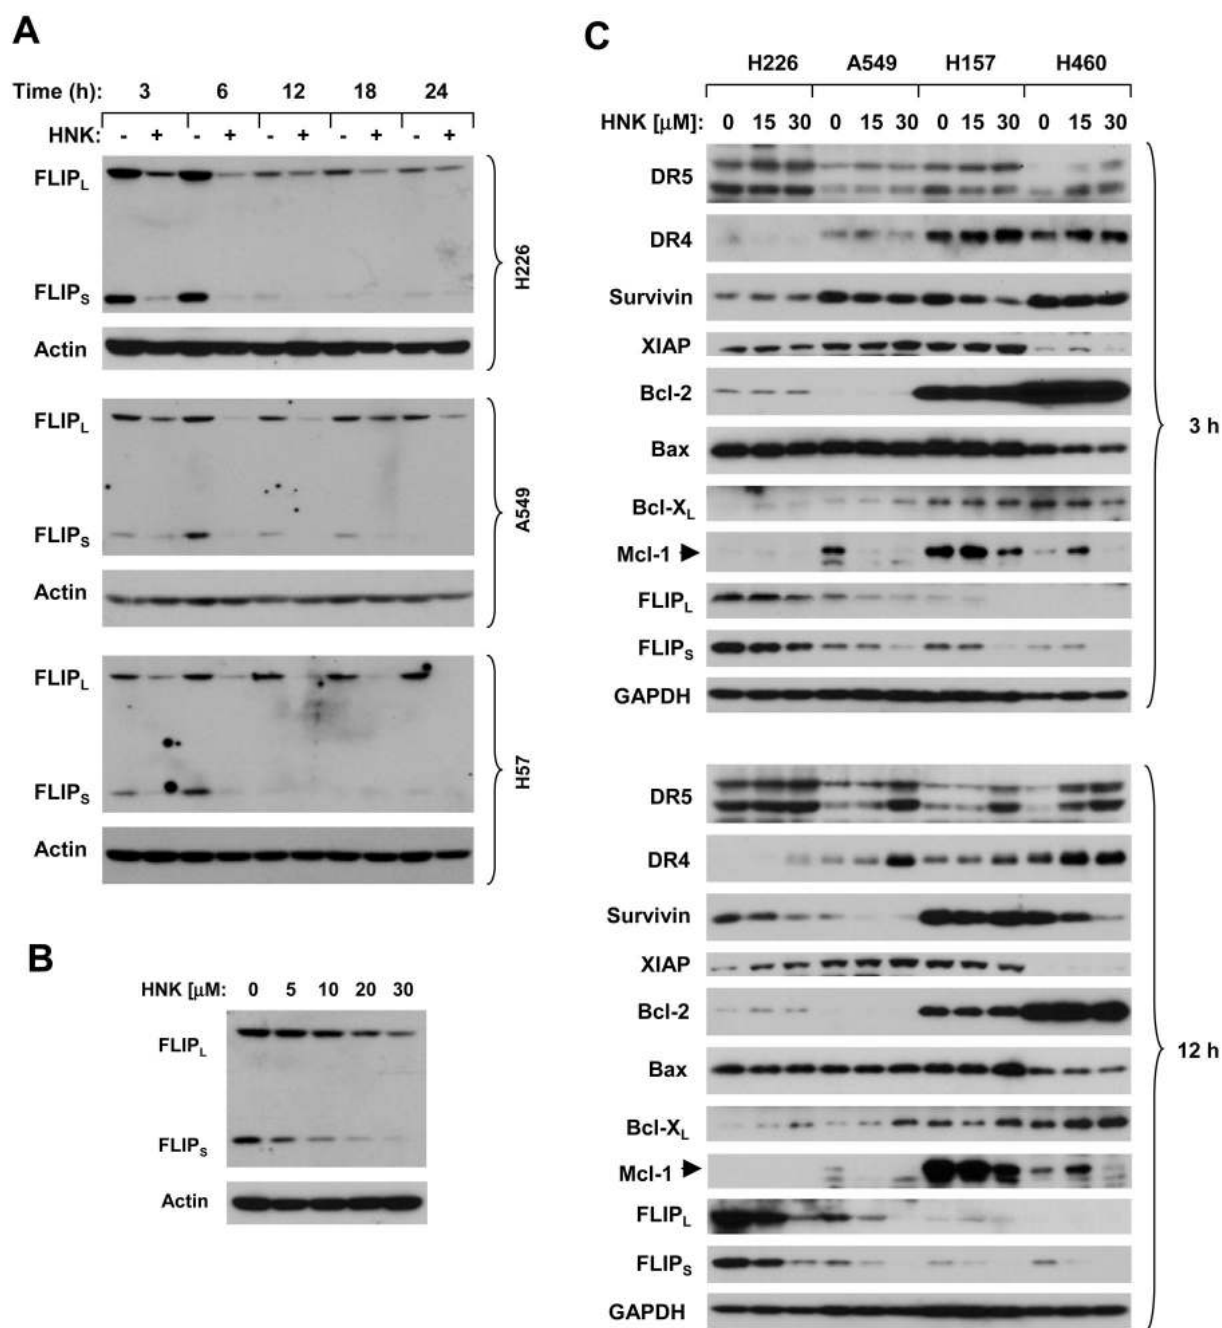 A
Time (h): 3 6 12 18 24
HNK: - + - + - + - + - +
FLIPL
FLIPS
Actin
H226
FLIPL
FLIPS
Actin
A549
FLIPL
FLIPS
Actin
H57
B
HNK [μM: 0 5 10 20 30
FLIPL
FLIPS
Actin
C
H226 A549 H157 H460
HNK [μM]: 0 15 30 0 15 30 0 15 30 0 15 30
DR5
DR4
Survivin
XIAP
Bcl-2
Bax
Bcl-XL
Mcl-1
FLIPL
FLIPS
GAPDH
3 h
DR5
DR4
Survivin
XIAP
Bcl-2
Bax
Bcl-XL
Mcl-1
FLIPL
FLIPS
GAPDH
12 h